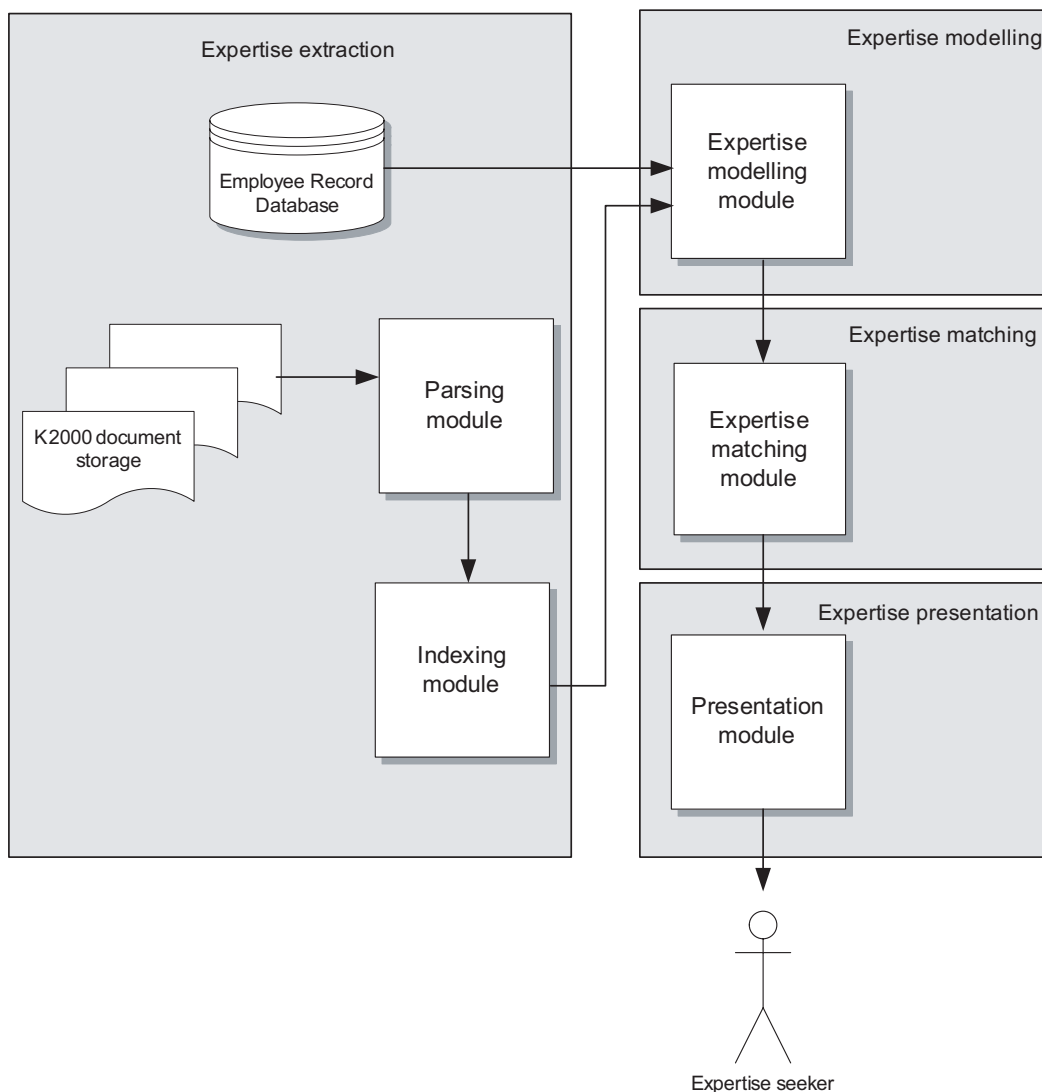 Expertise extraction
Employee Record
Database
K2000 document
storage
Parsing
module
Indexing
module
Expertise modelling
Expertise
modelling
module
Expertise matching
Expertise
matching
module
Expertise presentation
Presentation
module
Expertise seeker